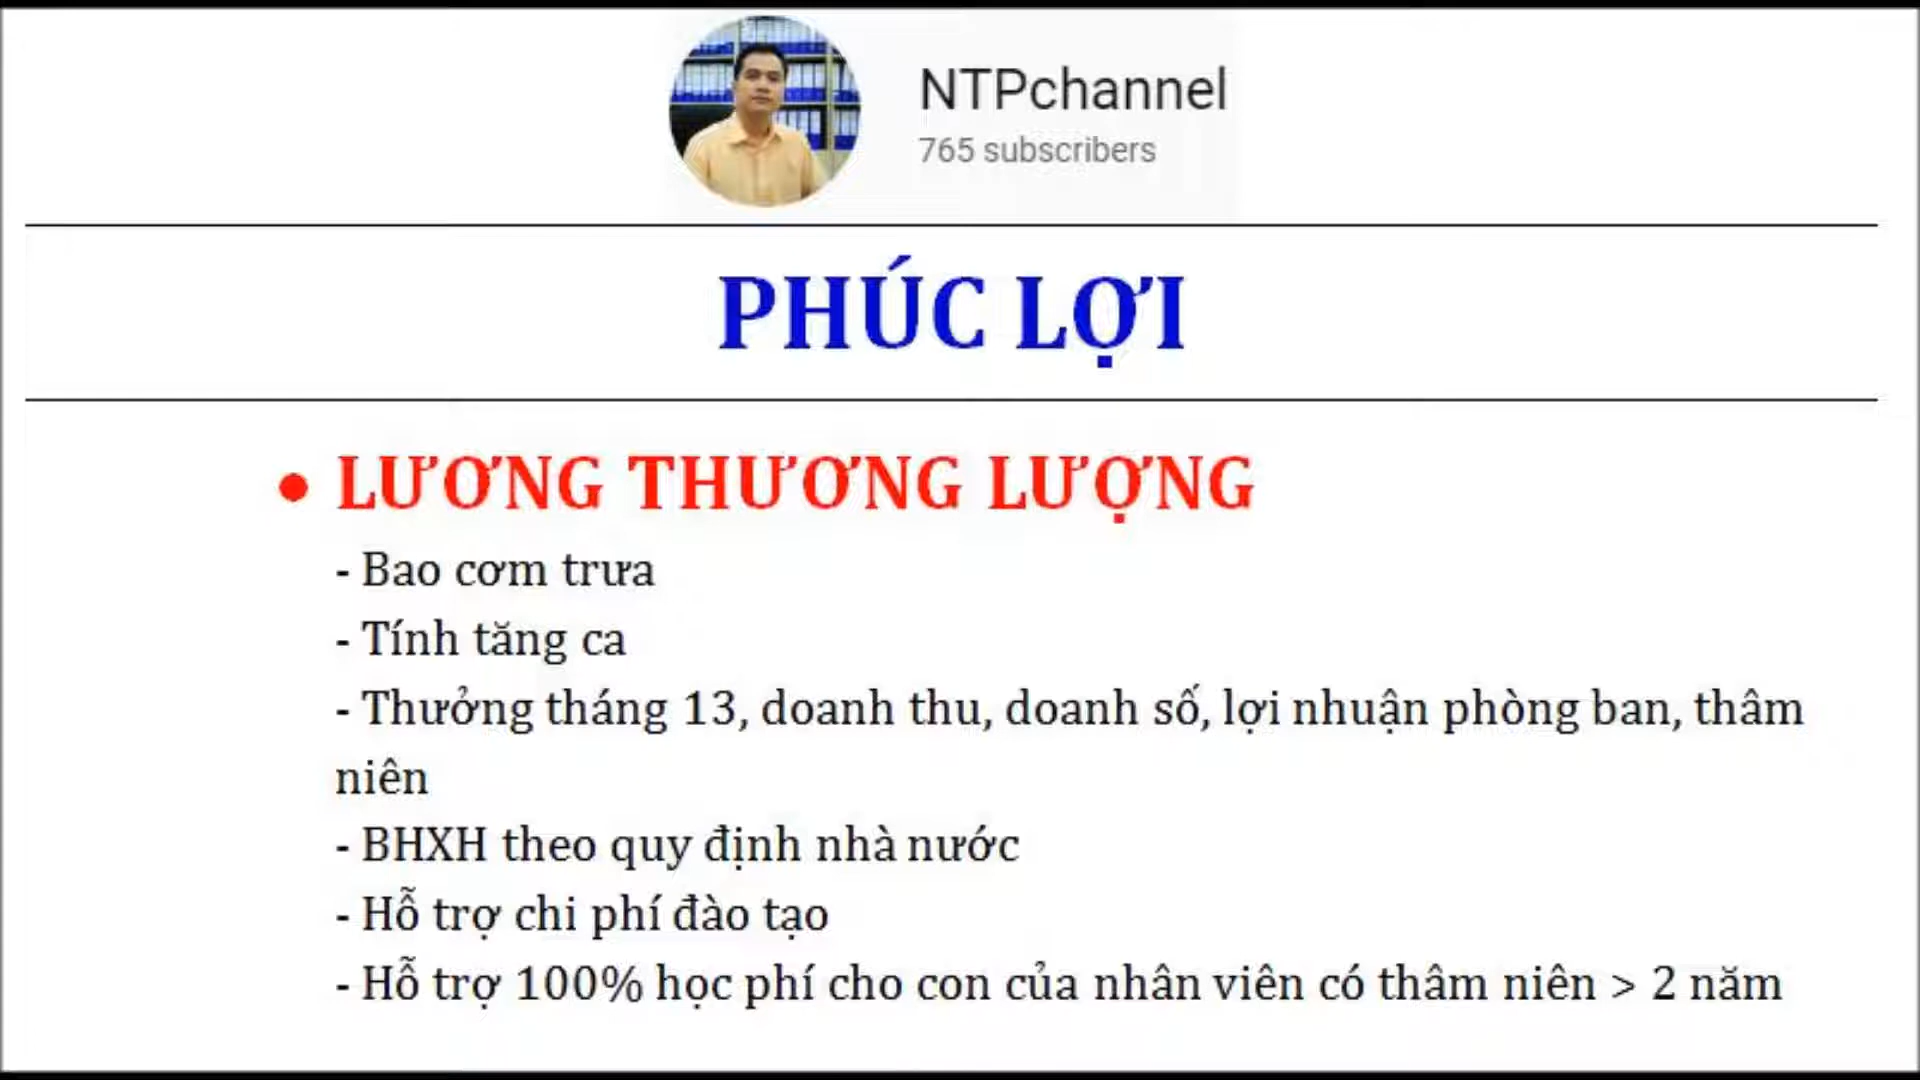 NTPchannel
765 subscribers
PHÚC LỢI
• LƯƠNG THƯƠNG LƯỢNG
- Bao cơm trưa
- Tính tăng ca
- Thưởng tháng 13, doanh thu, doanh số, lợi nhuận phòng ban, thâm
niên
- BHXH theo quy định nhà nước
- Hỗ trợ chi phí đào tạo
- Hỗ trợ 100% học phí cho con của nhân viên có thâm niên > 2 năm